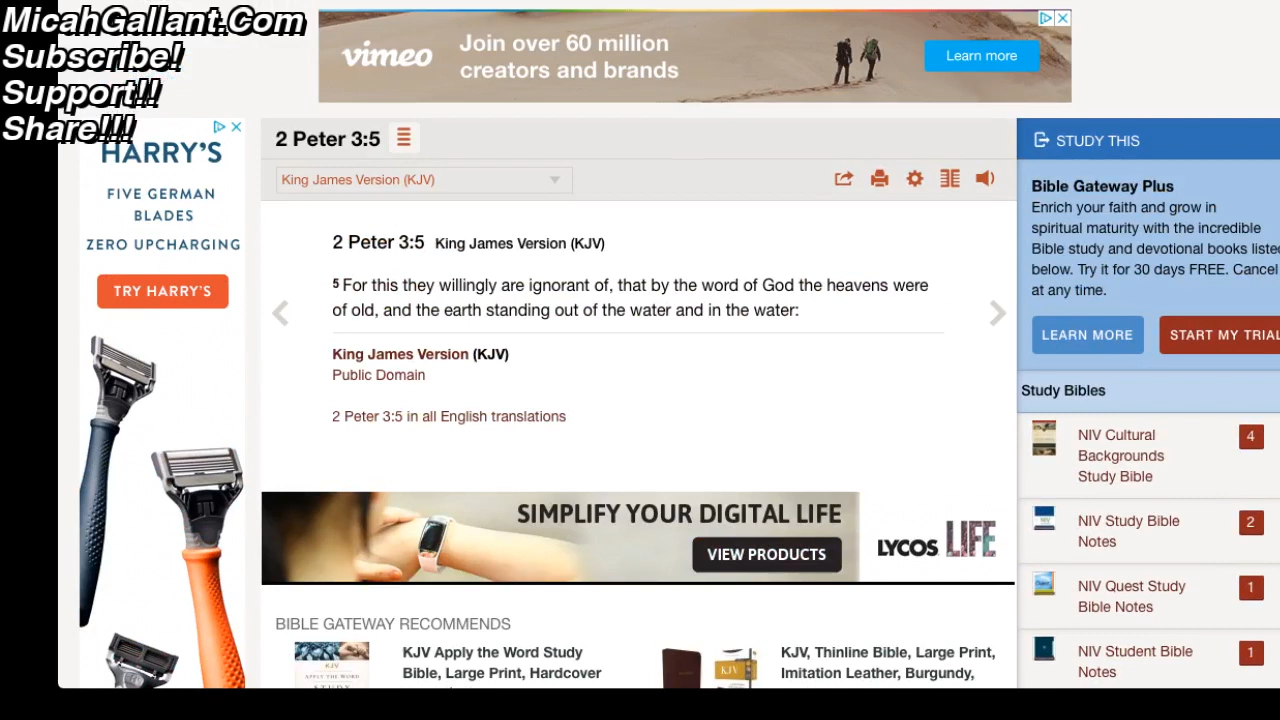 MicahGallant.Com
Subscribe!
Support!!
Share!!!
vimeo
Join over 60 million
creators and brands
Learn more
HARRY'S
FIVE GERMAN
BLADES
ZERO UPCHARGING
TRY HARRY'S
2 Peter 3:5
King James Version (KJV)
2 Peter 3:5 King James Version (KJV)
5 For this they willingly are ignorant of, that by the word of God the heavens were
of old, and the earth standing out of the water and in the water:
King James Version (KJV)
Public Domain
2 Peter 3:5 in all English translations
SIMPLIFY YOUR DIGITAL LIFE
VIEW PRODUCTS
LYCOS LIFE
BIBLE GATEWAY RECOMMENDS
KJV
APPLY THE WORD
KJV Apply the Word Study
Bible, Large Print, Hardcover
KJV
KJV, Thinline Bible, Large Print,
Imitation Leather, Burgundy,
STUDY THIS
Bible Gateway Plus
Enrich your faith and grow in
spiritual maturity with the incredible
Bible study and devotional books listed
below. Try it for 30 days FREE. Cancel
at any time.
LEARN MORE
START MY TRIAL
Study Bibles
NIV Cultural
Backgrounds
Study Bible
4
NIV Study Bible
Notes
2
NIV Quest Study
Bible Notes
1
NIV Student Bible
Notes
1